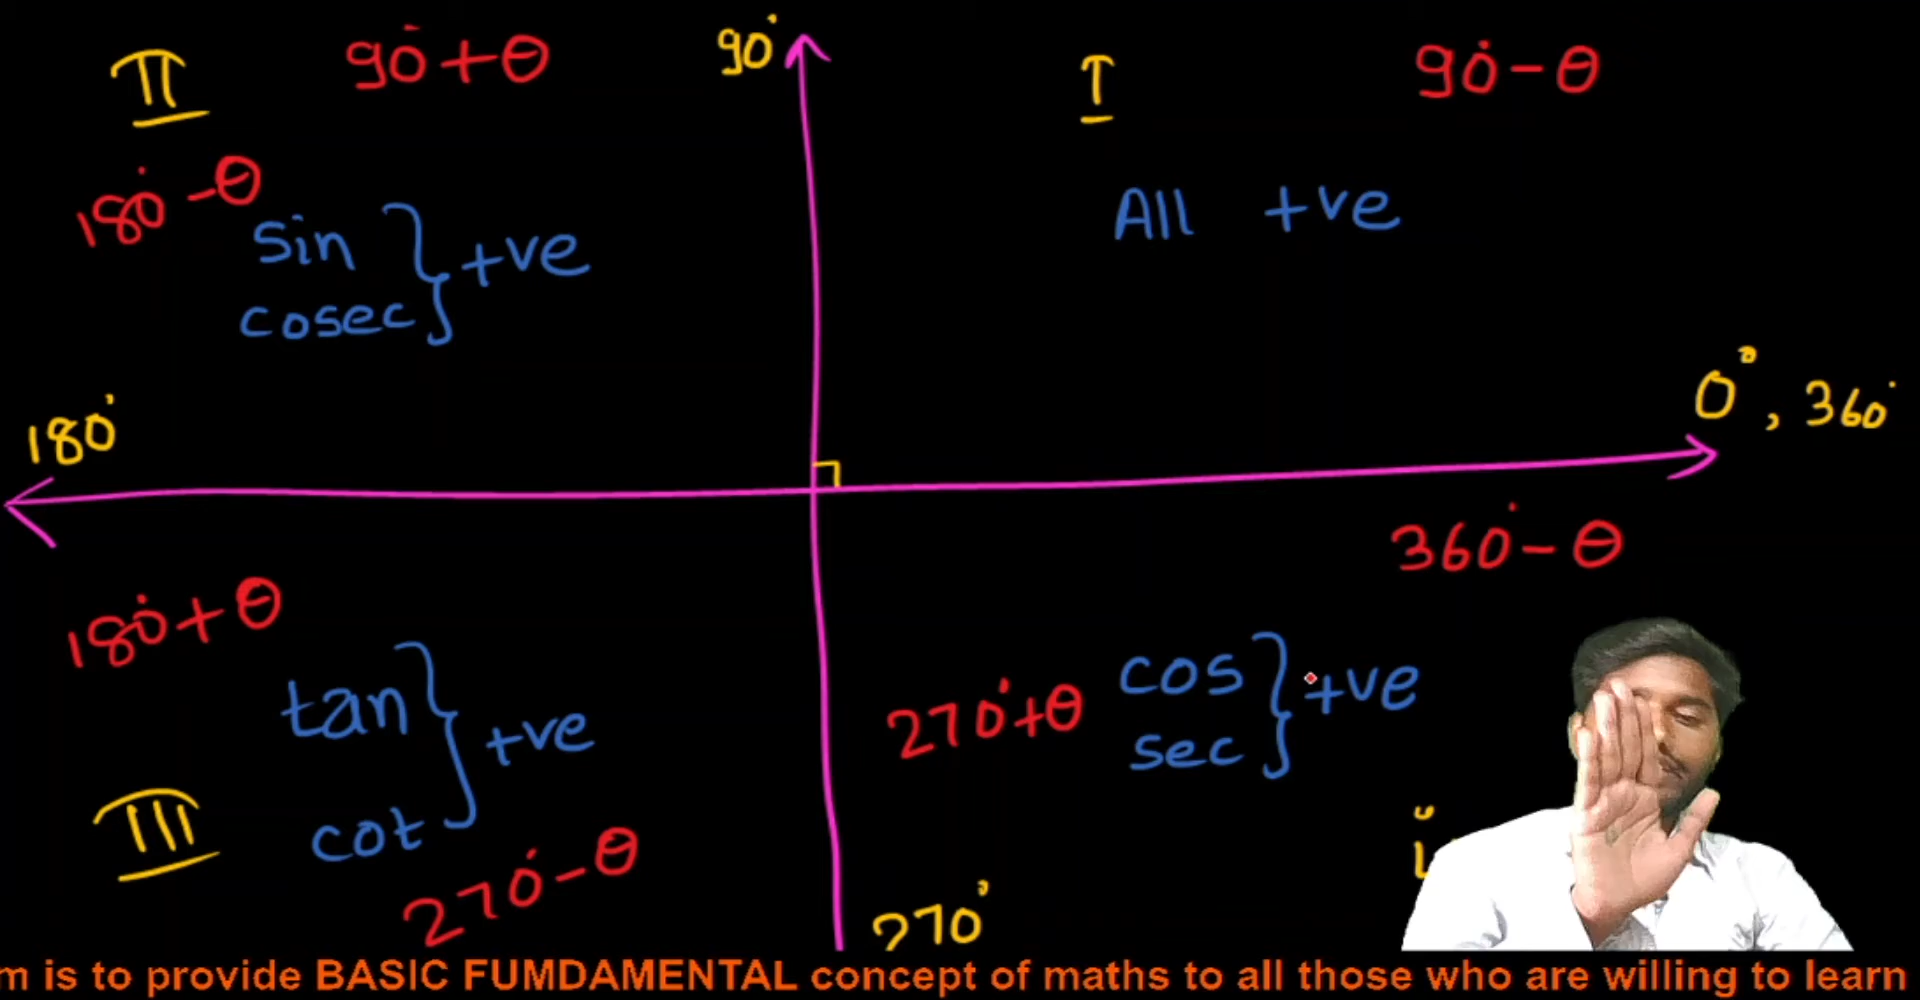 II 90°+θ 90° I 90°-θ
180°-θ
sin
cosec } +ve
All +ve
180° 0°, 360°
180°+θ 360°-θ
tan
cot } +ve
270°+θ cos
sec } +ve
III 270°-θ 270°
m is to provide BASIC FUMDAMENTAL concept of maths to all those who are willing to learn